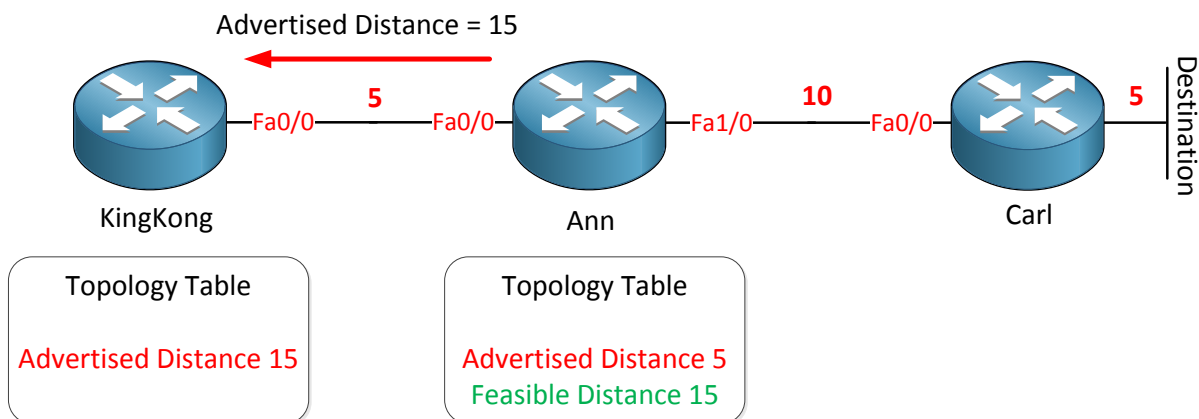 Advertised Distance = 15
5
10
5
Destination
Fa0/0
Fa0/0
Fa1/0
Fa0/0
KingKong
Ann
Carl
Topology Table
Advertised Distance 15
Topology Table
Advertised Distance 5
Feasible Distance 15